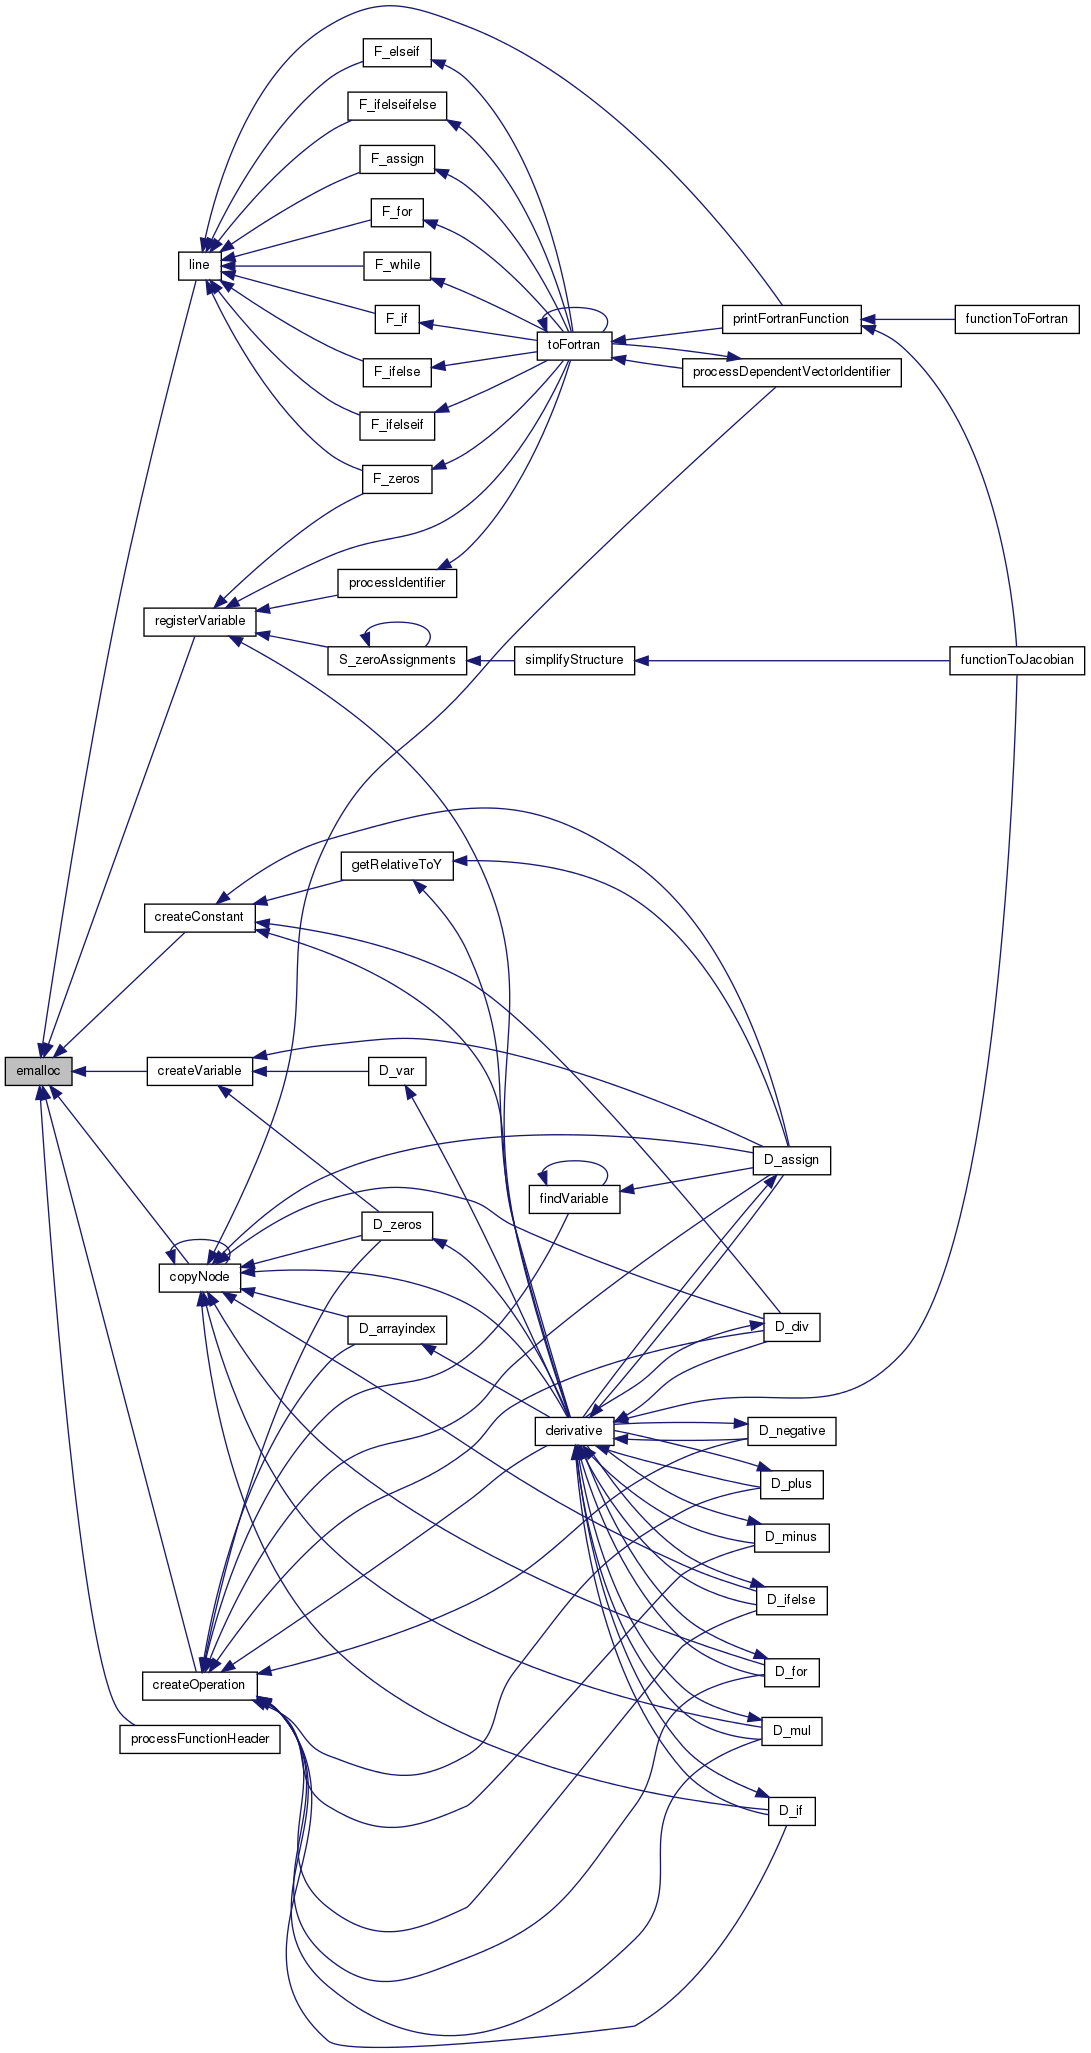 F_elseif
F_ifelseifelse
F_assign
F_for
line
F_while
F_if
printFortranFunction
functionToFortran
toFortran
F_ifelse
processDependentVectorIdentifier
F_ifelseif
F_zeros
processIdentifier
registerVariable
S_zeroAssignments
simplifyStructure
functionToJacobian
getRelativeToY
createConstant
emalloc
createVariable
D_var
D_assign
findVariable
D_zeros
copyNode
D_arrayindex
D_div
derivative
D_negative
D_plus
D_minus
D_ifelse
D_for
createOperation
D_mul
processFunctionHeader
D_if